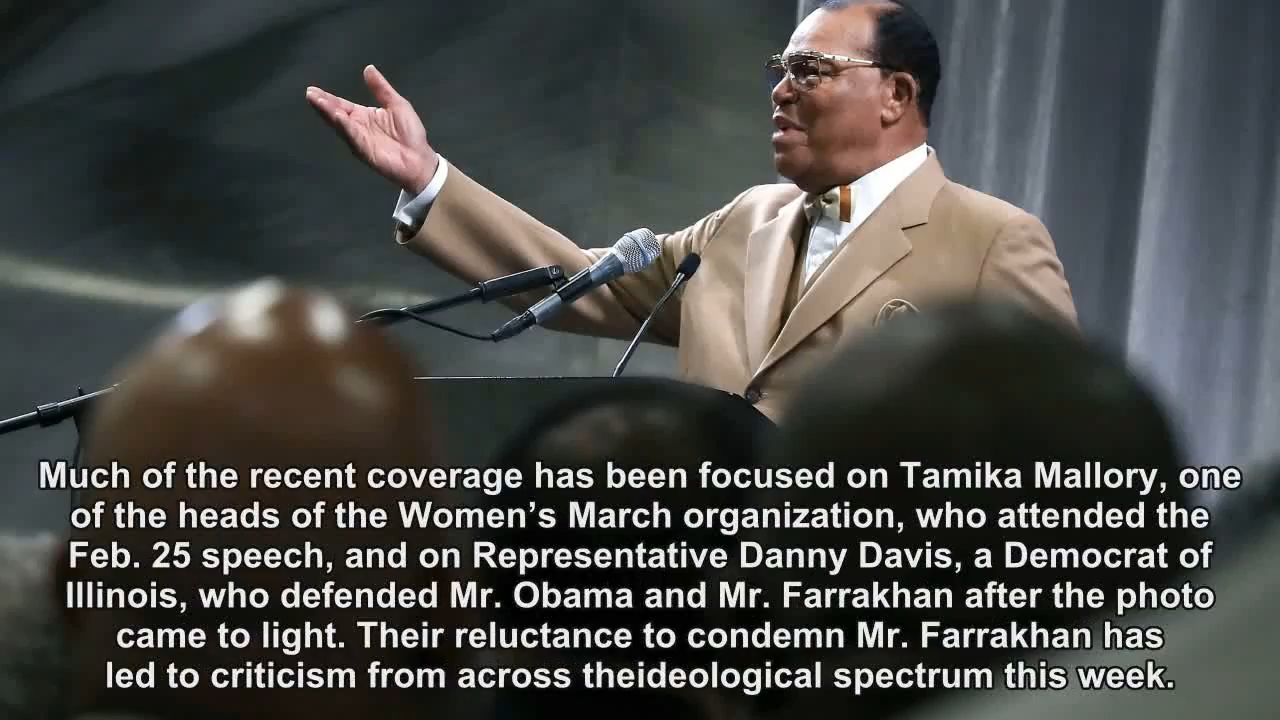 Much of the recent coverage has been focused on Tamika Mallory, one
of the heads of the Women’s March organization, who attended the
Feb. 25 speech, and on Representative Danny Davis, a Democrat of
Illinois, who defended Mr. Obama and Mr. Farrakhan after the photo
came to light. Their reluctance to condemn Mr. Farrakhan has
led to criticism from across theideological spectrum this week.